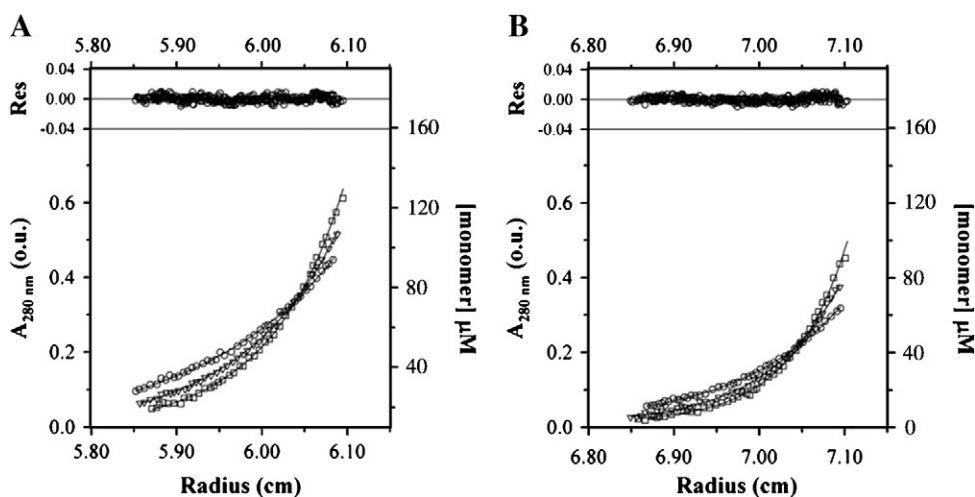 A
5.80 5.90 6.00 6.10
Res
0.04
0.00
-0.04
A280 nm (o.u.)
0.6
0.4
0.2
0.0
160
120
80
40
[monomer] µM
5.80 5.90 6.00 6.10
Radius (cm)
B
6.80 6.90 7.00 7.10
Res
0.04
0.00
-0.04
A280 nm (o.u.)
0.6
0.4
0.2
0.0
160
120
80
40
0
[monomer] µM
6.80 6.90 7.00 7.10
Radius (cm)